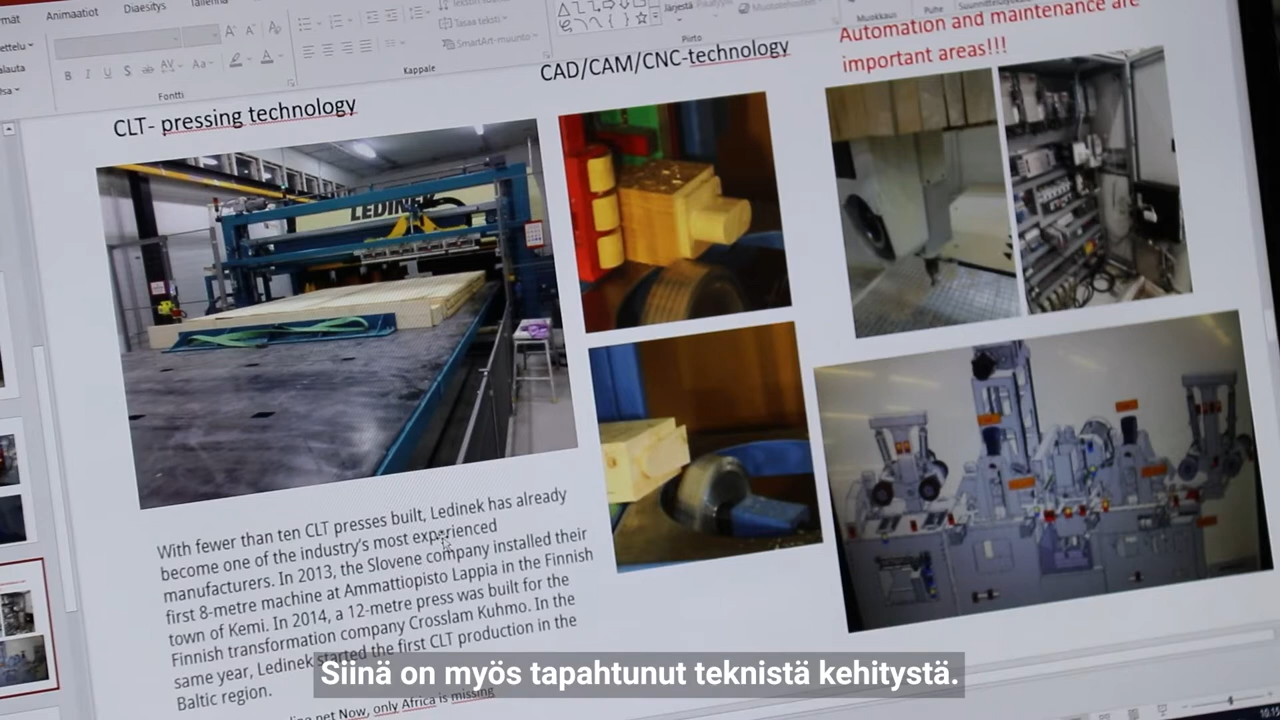 Animaatiot
Diaesitys
Tasaa teksti
SmartArt-muunto
Järjestä
Muotoutehosteet
Muokkaus
Puhe
Fontti
Kappale
Piirto
CLT- pressing technology
CAD/CAM/CNC-technology
Automation and maintenance are
important areas!!!
LEDINEK
With fewer than ten CLT presses built, Ledinek has already
become one of the industry's most experienced
manufacturers. In 2013, the Slovene company installed their
first 8-metre machine at Ammattiopisto Lappia in the Finnish
town of Kemi. In 2014, a 12-metre press was built for the
Finnish transformation company Crosslam Kuhmo. In the
same year, Ledinek started the first CLT production in the
Baltic region.
net Now, only Africa is missing
Siinä on myös tapahtunut teknistä kehitystä.